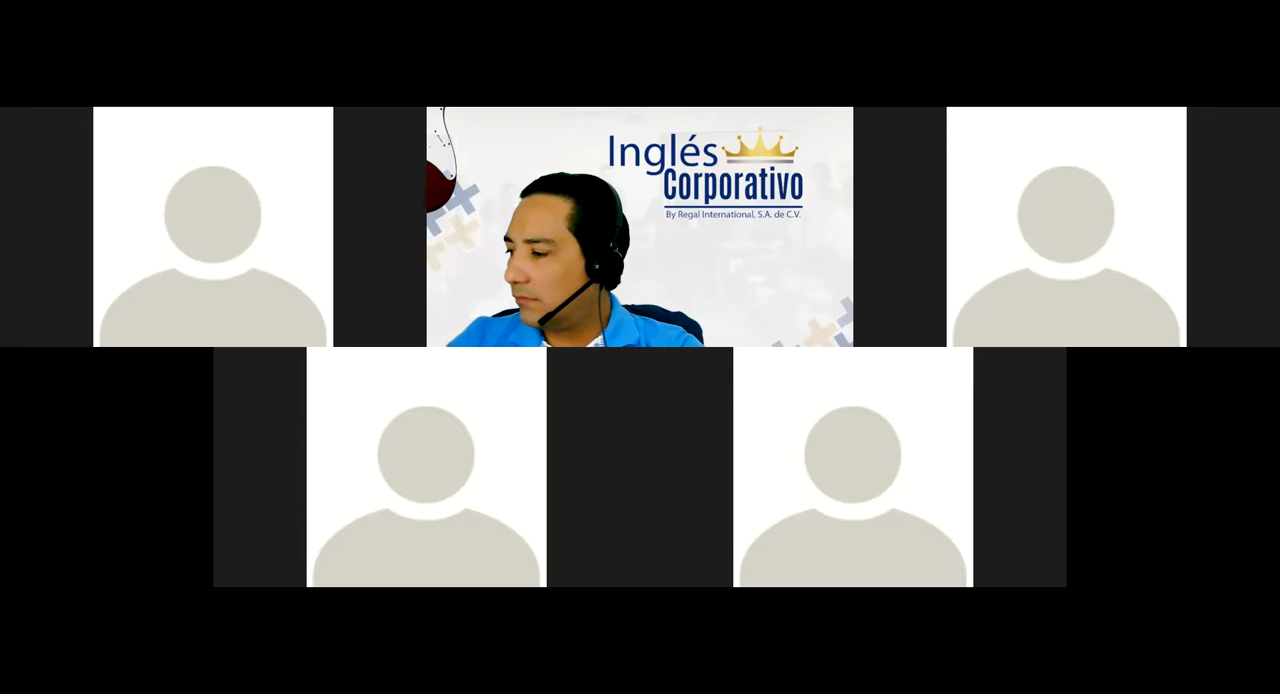 Inglés
Corporativo
By Regal International, S.A. de C.V.